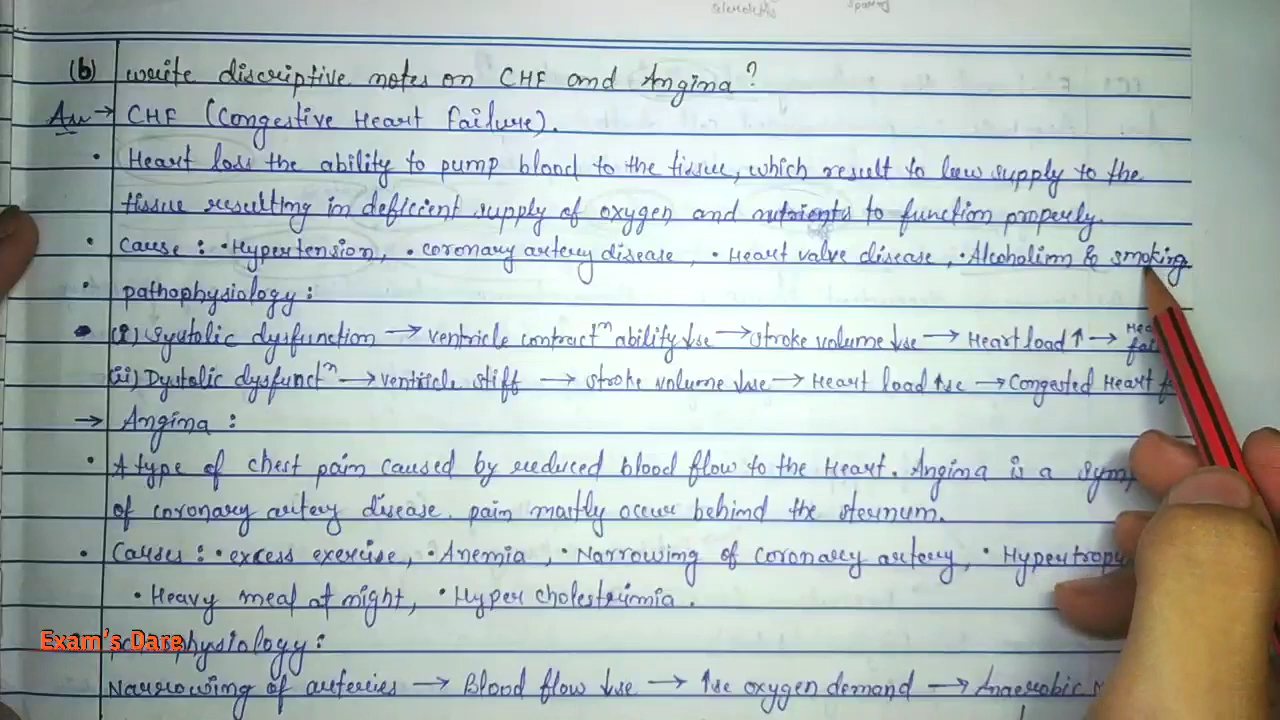 (b) write discriptive notes on CHF and Angina?
Ans → CHF (Congestive Heart Failure).
• Heart loss the ability to pump blood to the tissue, which result to low supply to the
tissue resulting in deficient supply of oxygen and nutrients to function properly.
• Cause : • Hypertension, • coronary artery disease, • Heart valve disease, • Alcoholism & smoking
• pathophysiology :
• (i) Systolic dysfunction → ventricle contractⁿ ability ↓se → stroke volume ↓se → Heart load ↑ →
(ii) Dystolic dysfunctⁿ → ventricle stiff → stroke volume ↓se → Heart load ↑se → Congested Heart
→ Angina :
• A type of chest pain caused by reduced blood flow to the Heart. Angina is a
of coronary artery disease. pain mostly occur behind the sternum.
• Causes : • excess exercise, • Anemia, • Narrowing of coronary artery, •
• Heavy meal at night, • Hyper cholestrimia.
Exam's Dare
Narrowing of arteries → Blood flow ↓se → ↑se oxygen demand → Anaerobic